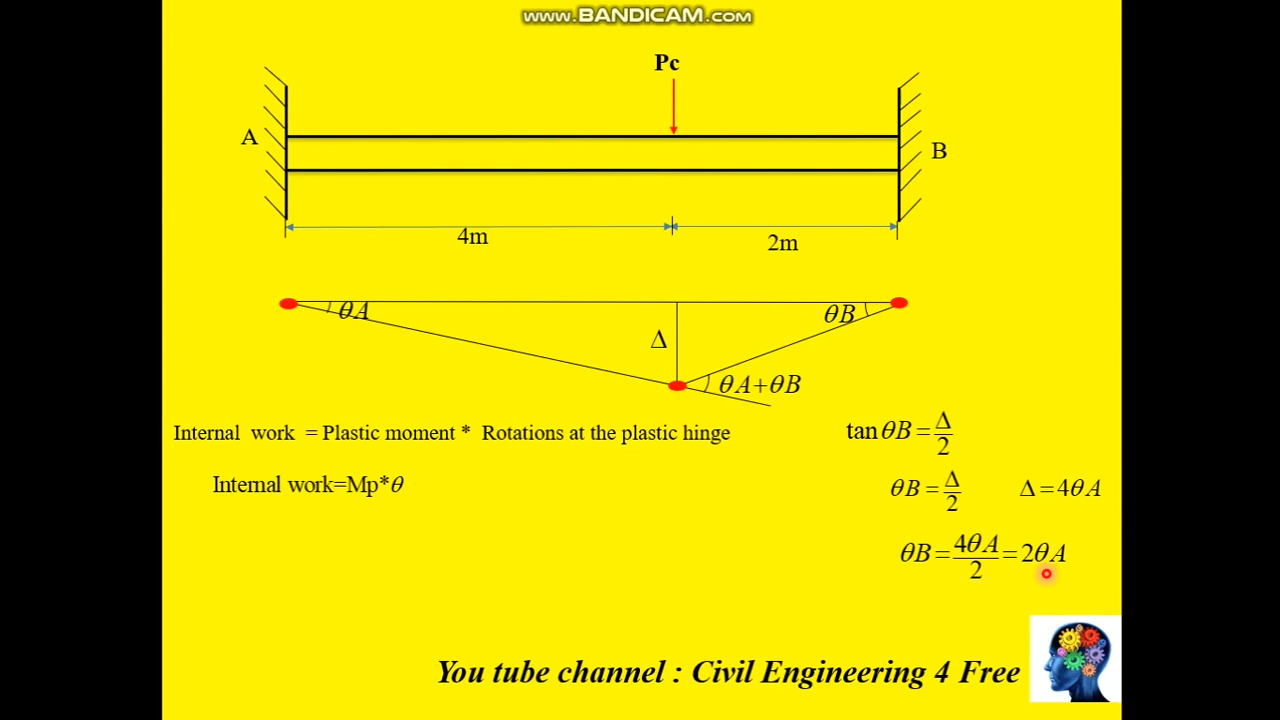 www.BANDICAM.com
Pc
A
B
4m
2m
θA
θB
Δ
θA+θB
Internal work = Plastic moment * Rotations at the plastic hinge
tan θB = Δ/2
Internal work=Mp*θ
θB = Δ/2
Δ = 4θA
θB = 4θA/2 = 2θA
You tube channel : Civil Engineering 4 Free